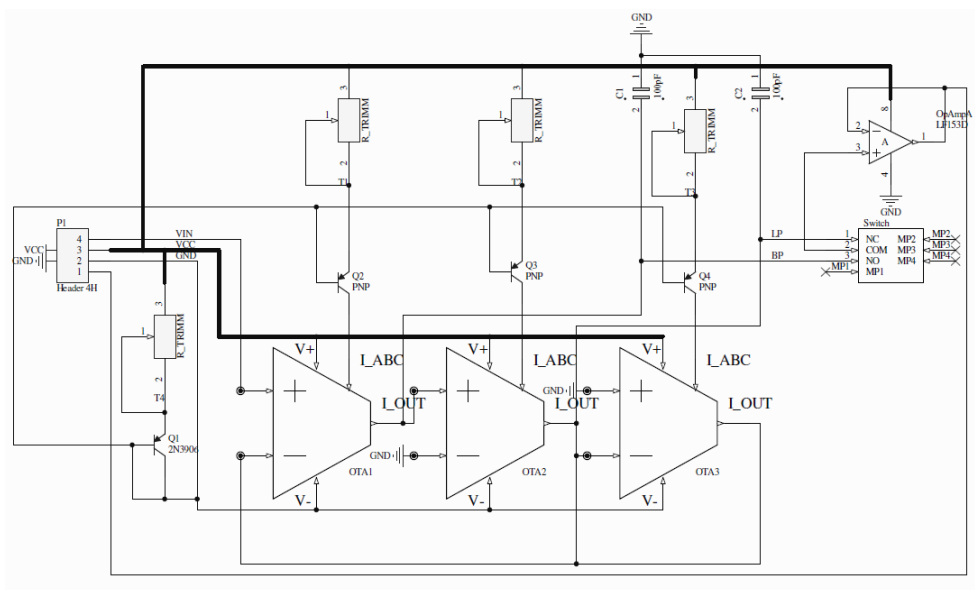 GND
1
C1
100pF
2
1
C2
100pF
2
3
1
R_TRIMM
2
T1
3
1
R_TRIMM
2
3
1
R_TRIMM
2
T3
8
OpAmpA
2
A
1
3
4
GND
P1
VCC
GND
4
3
2
1
Header 4H
VIN
VCC
GND
LP
BP
Switch
1
2
3
NC
COM
NO
MP1
MP2
MP3
MP4
MP1
MP2
MP3
MP4
Q2
PNP
Q3
PNP
Q4
PNP
3
1
R_TRIMM
2
T4
Q1
2N3906
V+
I_ABC
I_OUT
OTA1
V-
V+
I_ABC
I_OUT
GND
OTA2
V-
V+
I_ABC
I_OUT
GND
OTA3
V-